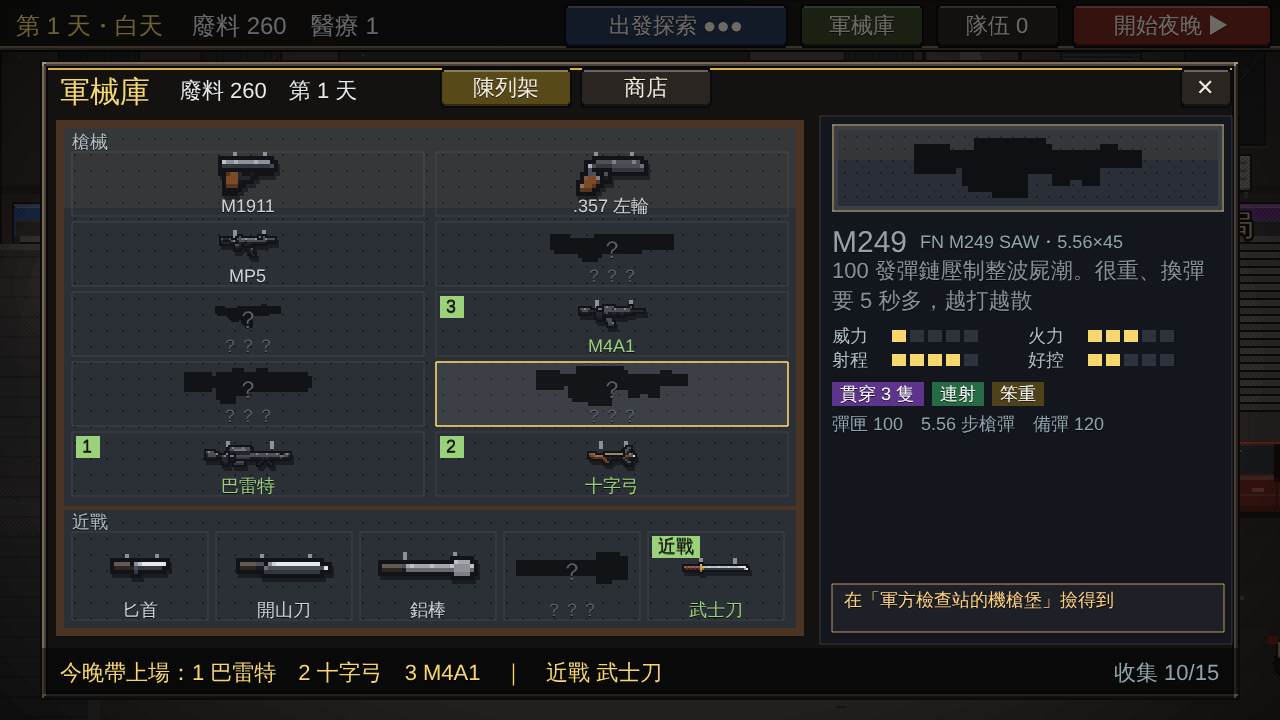 第 1 天・白天 廢料 260 醫療 1 出發探索 ●●● 軍械庫 隊伍 0 開始夜晚 ▶
軍械庫 廢料 260 第 1 天 陳列架 商店 ×
槍械
M1911 .357 左輪
MP5 ? ? ? ?
? ? ? ? 3 M4A1
? ? ? ? ? ? ? ?
1 巴雷特 2 十字弓
近戰
匕首 開山刀 鋁棒 ? ? ? ? 近戰 武士刀
M249 FN M249 SAW・5.56×45
100 發彈鏈壓制整波屍潮。很重、換彈
要 5 秒多，越打越散
威力 火力
射程 好控
貫穿 3 隻 連射 笨重
彈匣 100 5.56 步槍彈 備彈 120
在「軍方檢查站的機槍堡」撿得到
今晚帶上場：1 巴雷特 2 十字弓 3 M4A1 ｜ 近戰 武士刀 收集 10/15